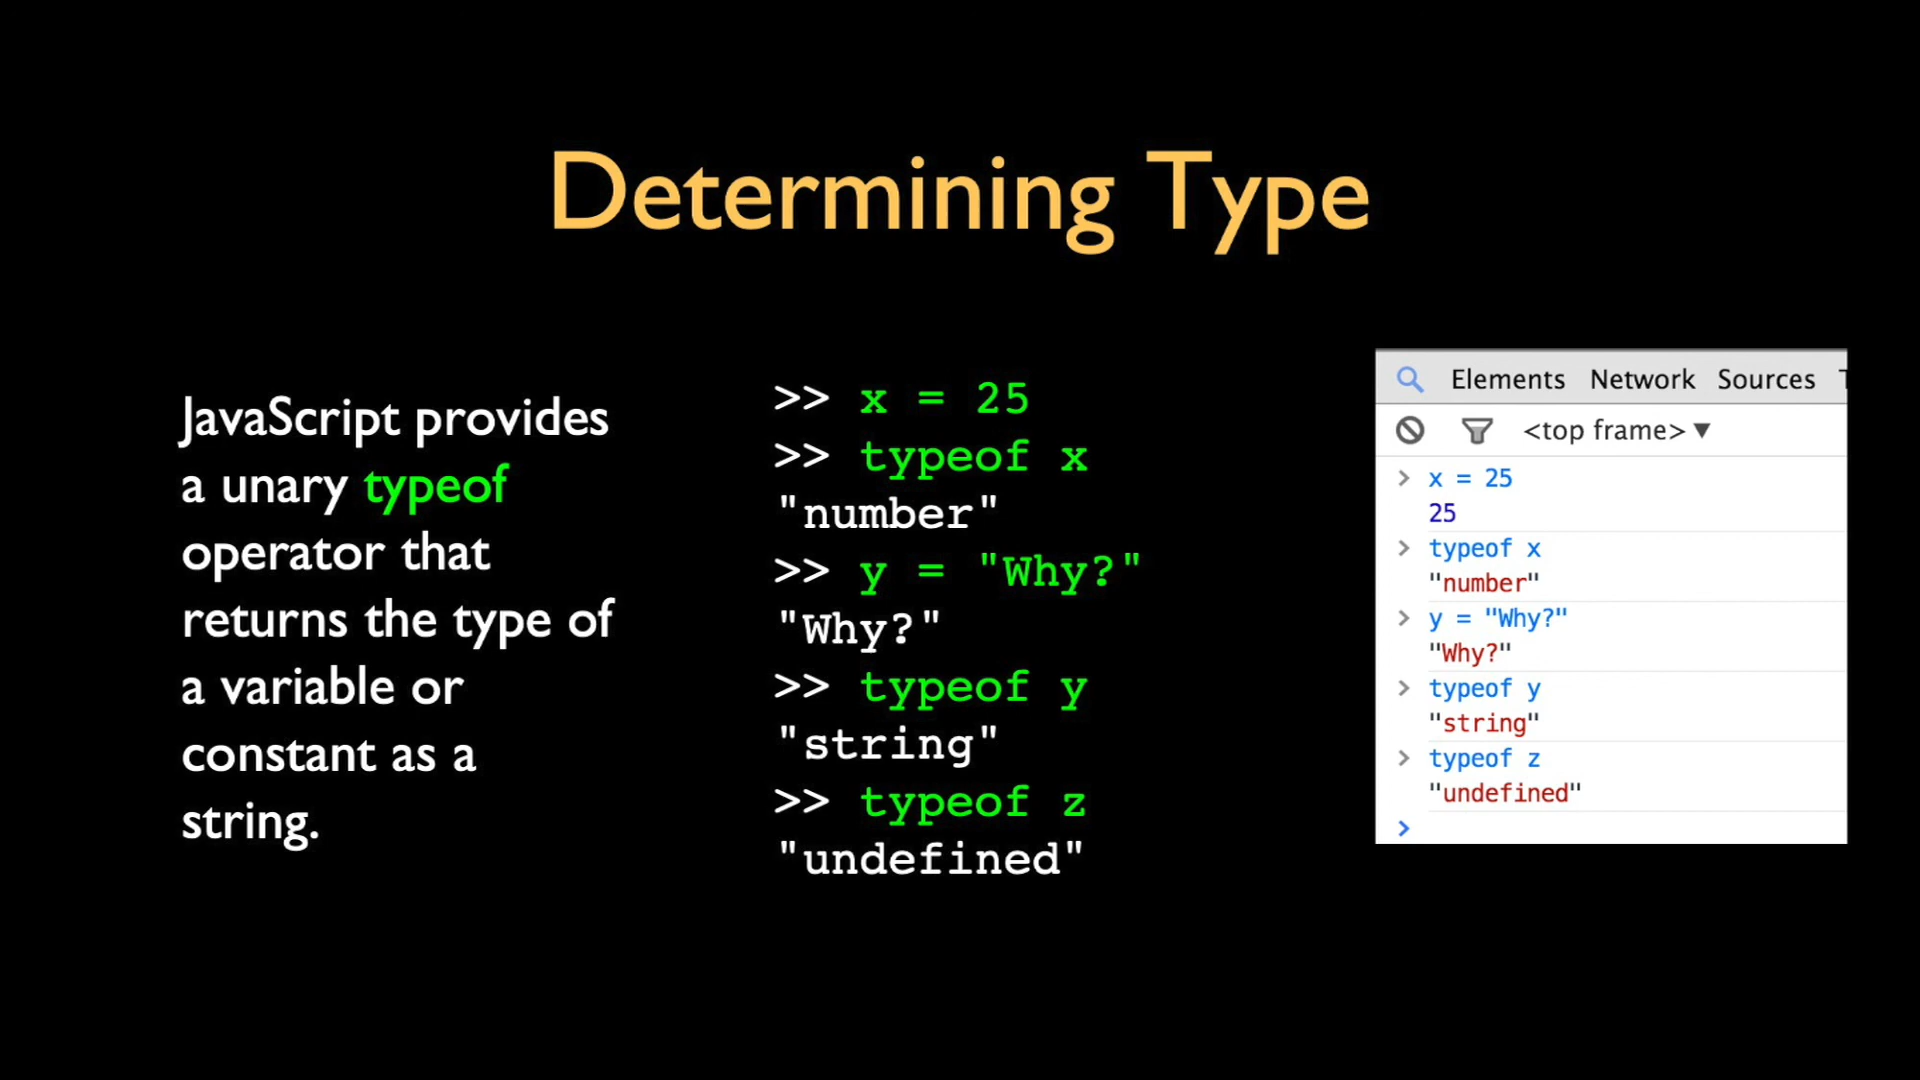 Determining Type
JavaScript provides
a unary typeof
operator that
returns the type of
a variable or
constant as a
string.
>> x = 25
>> typeof x
"number"
>> y = "Why?"
"Why?"
>> typeof y
"string"
>> typeof z
"undefined"
Elements Network Sources
<top frame> ▼
> x = 25
25
> typeof x
"number"
> y = "Why?"
"Why?"
> typeof y
"string"
> typeof z
"undefined"
>